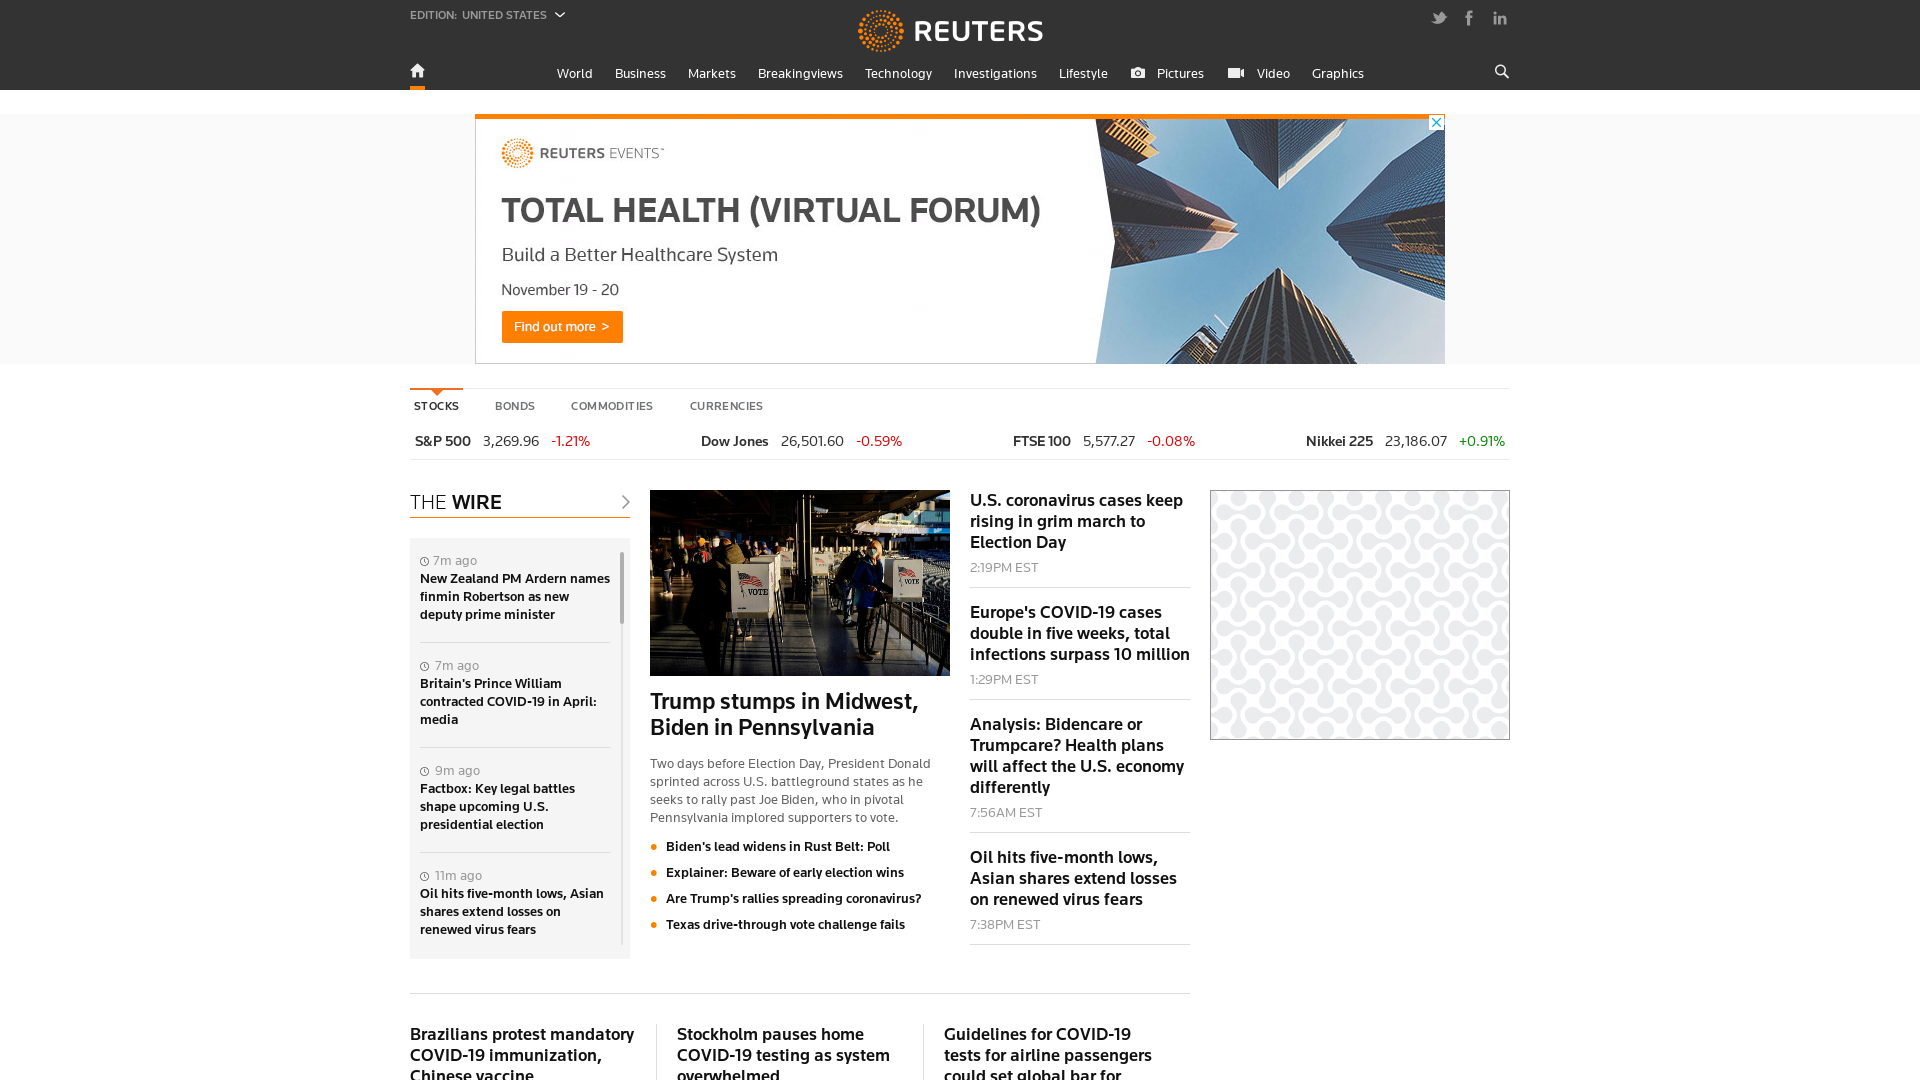 EDITION: UNITED STATES
REUTERS
World Business Markets Breakingviews Technology Investigations Lifestyle Pictures Video Graphics
REUTERS EVENTS™
TOTAL HEALTH (VIRTUAL FORUM)
Build a Better Healthcare System
November 19 - 20
Find out more >
STOCKS BONDS COMMODITIES CURRENCIES
S&P 500 3,269.96 -1.21% Dow Jones 26,501.60 -0.59% FTSE 100 5,577.27 -0.08% Nikkei 225 23,186.07 +0.91%
THE WIRE
7m ago
New Zealand PM Ardern names
finmin Robertson as new
deputy prime minister
7m ago
Britain's Prince William
contracted COVID-19 in April:
media
9m ago
Factbox: Key legal battles
shape upcoming U.S.
presidential election
11m ago
Oil hits five-month lows, Asian
shares extend losses on
renewed virus fears
VOTE
VOTE
Trump stumps in Midwest,
Biden in Pennsylvania
Two days before Election Day, President Donald
sprinted across U.S. battleground states as he
seeks to rally past Joe Biden, who in pivotal
Pennsylvania implored supporters to vote.
Biden's lead widens in Rust Belt: Poll
Explainer: Beware of early election wins
Are Trump's rallies spreading coronavirus?
Texas drive-through vote challenge fails
U.S. coronavirus cases keep
rising in grim march to
Election Day
2:19PM EST
Europe's COVID-19 cases
double in five weeks, total
infections surpass 10 million
1:29PM EST
Analysis: Bidencare or
Trumpcare? Health plans
will affect the U.S. economy
differently
7:56AM EST
Oil hits five-month lows,
Asian shares extend losses
on renewed virus fears
7:38PM EST
Brazilians protest mandatory
COVID-19 immunization,
Chinese vaccine
Stockholm pauses home
COVID-19 testing as system
overwhelmed
Guidelines for COVID-19
tests for airline passengers
could set global bar for